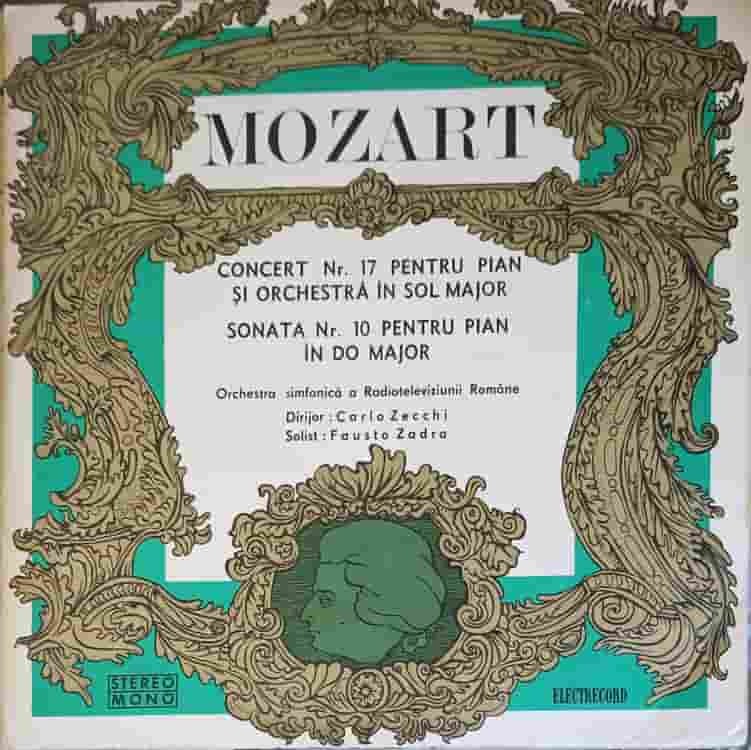 MOZART
CONCERT Nr. 17 PENTRU PIAN
ȘI ORCHESTRĂ ÎN SOL MAJOR
SONATA Nr. 10 PENTRU PIAN
ÎN DO MAJOR
Orchestra simfonică a Radioteleviziunii Române
Dirijor : Carlo Zecchi
Solist : Fausto Zadra
STEREO
MONO
ELECTRECORD